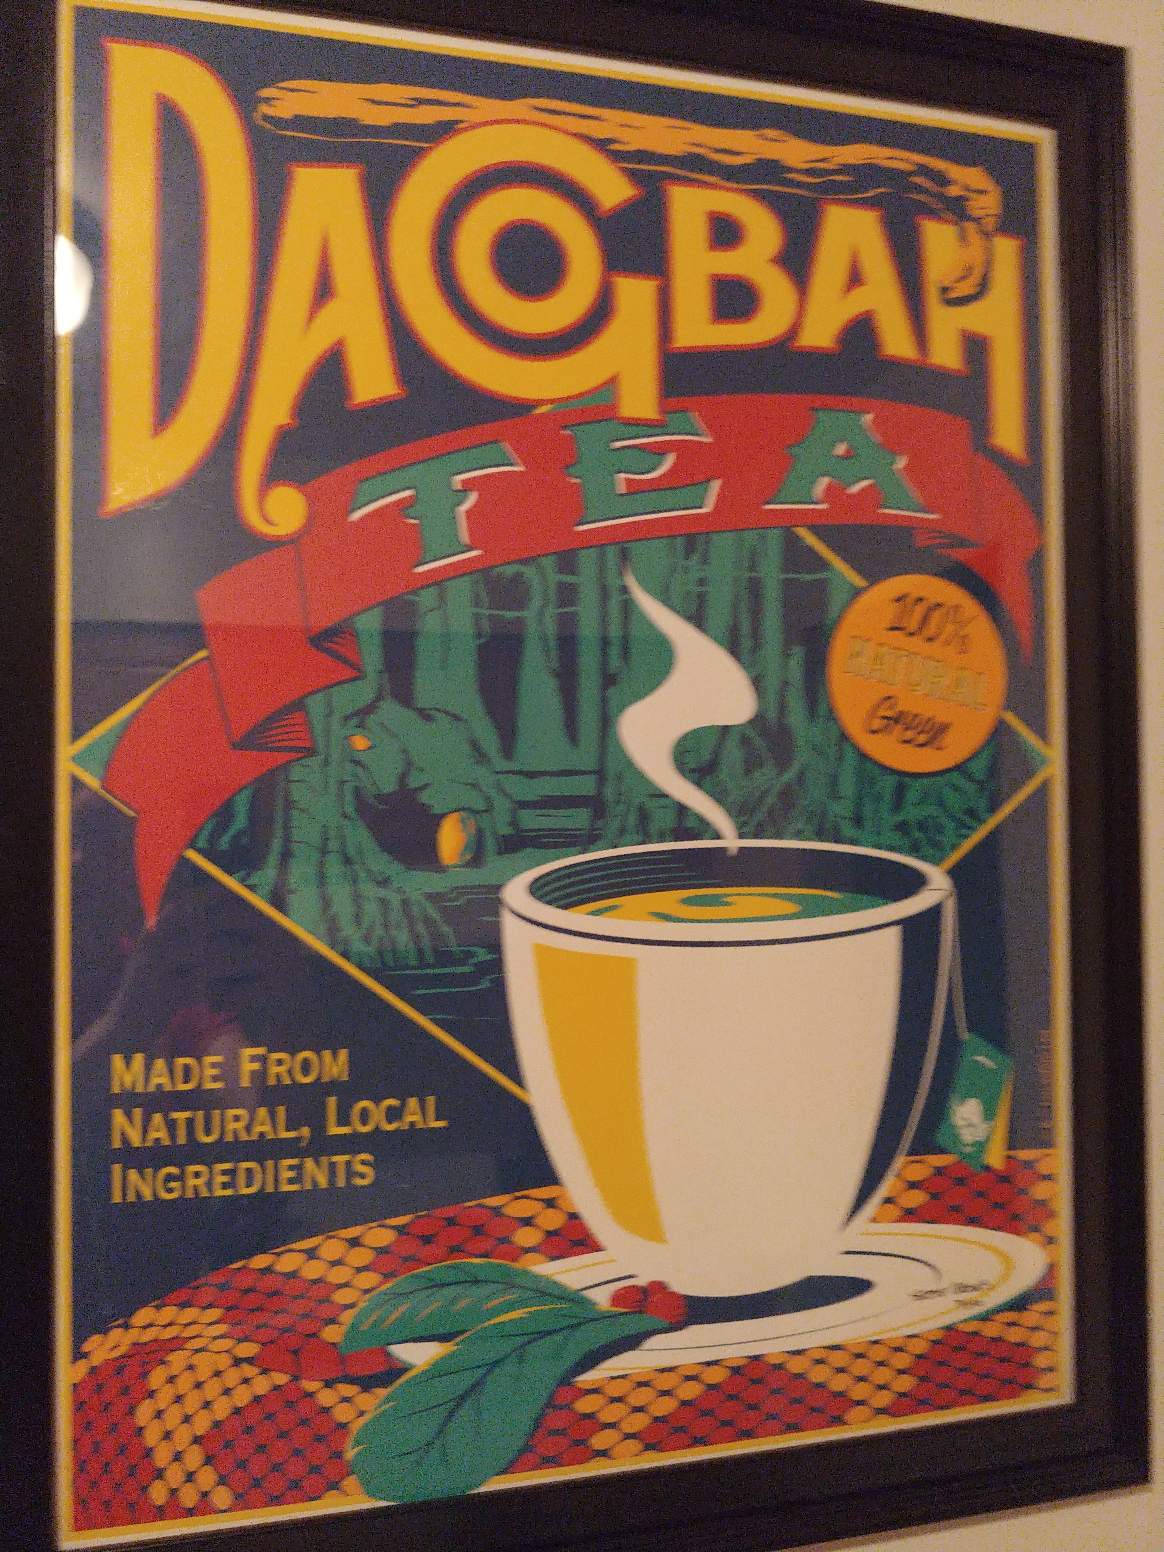 DAGOBAH
TEA
100%
NATURAL
Green
MADE FROM
NATURAL, LOCAL
INGREDIENTS